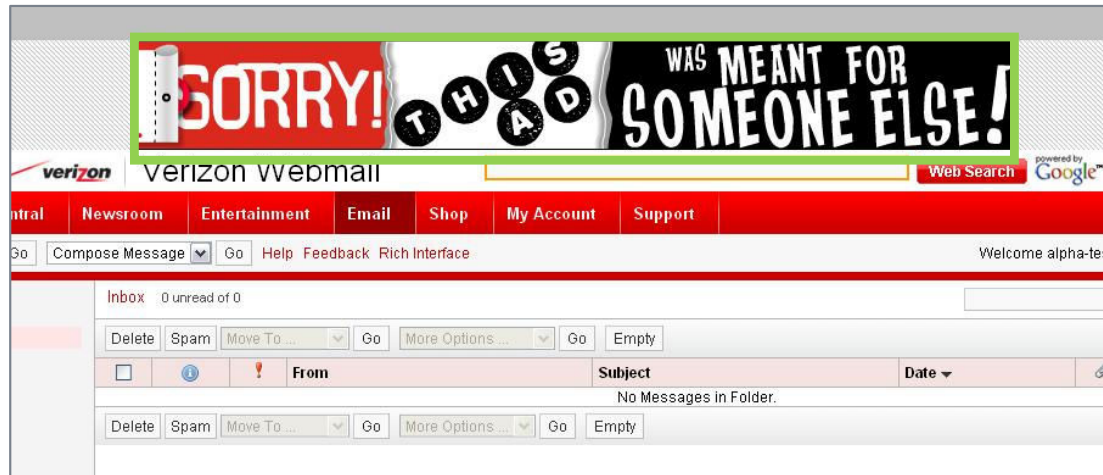 SORRY! THIS AD WAS MEANT FOR SOMEONE ELSE!
verizon Verizon Webmail Web Search powered by Google™
ntral Newsroom Entertainment Email Shop My Account Support
Go Compose Message Go Help Feedback Rich Interface Welcome alpha-te
Inbox 0 unread of 0
Delete Spam Move To ... Go More Options ... Go Empty
From Subject Date
No Messages in Folder.
Delete Spam Move To ... Go More Options ... Go Empty